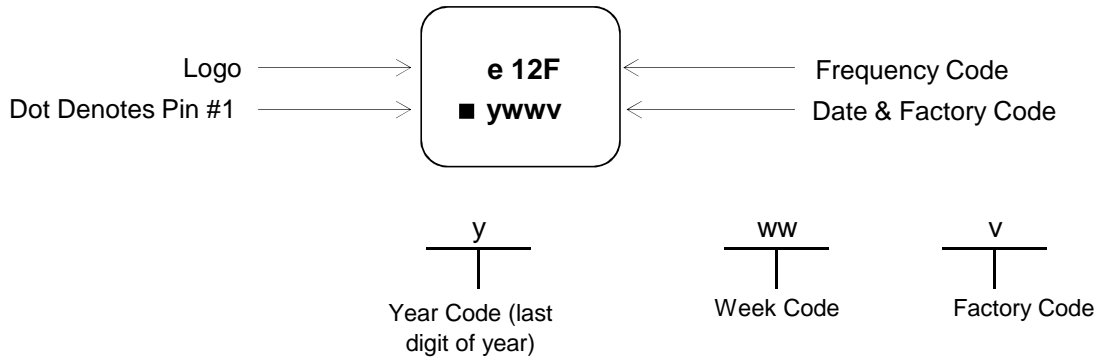 Logo
e 12F
Frequency Code
Dot Denotes Pin #1
■ ywwv
Date & Factory Code
y
ww
v
Year Code (last
digit of year)
Week Code
Factory Code